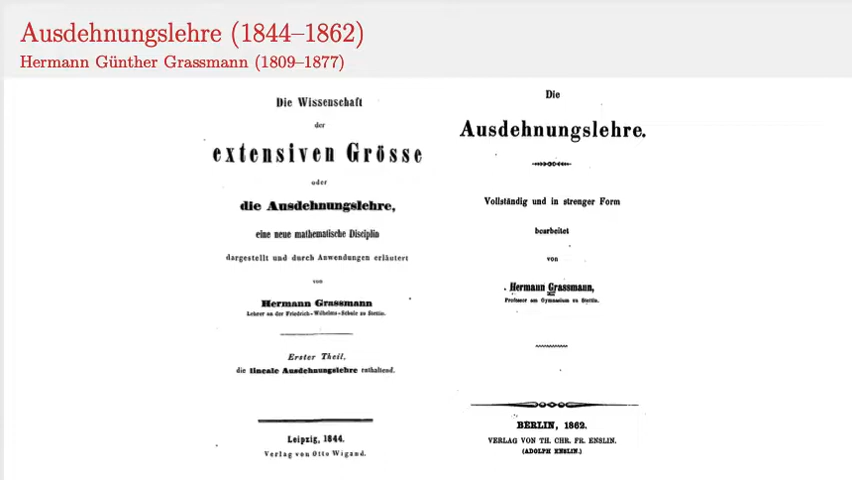 Ausdehnungslehre (1844–1862)
Hermann Günther Grassmann (1809–1877)
Die Wissenschaft
der
extensiven Grösse
oder
die Ausdehnungslehre,
eine neue mathematische Disciplin
dargestellt und durch Anwendungen erläutert
von
Hermann Grassmann
Lehrer an der Friedrich-Wilhelms-Schule zu Stettin.
Erster Theil,
die lineale Ausdehnungslehre enthaltend.
Leipzig, 1844.
Verlag von Otto Wigand.
Die
Ausdehnungslehre.
Vollständig und in strenger Form
bearbeitet
von
Hermann Grassmann,
Professor am Gymnasium zu Stettin.
BERLIN, 1862.
VERLAG VON TH. CHR. FR. ENSLIN.
(ADOLPH ENSLIN.)